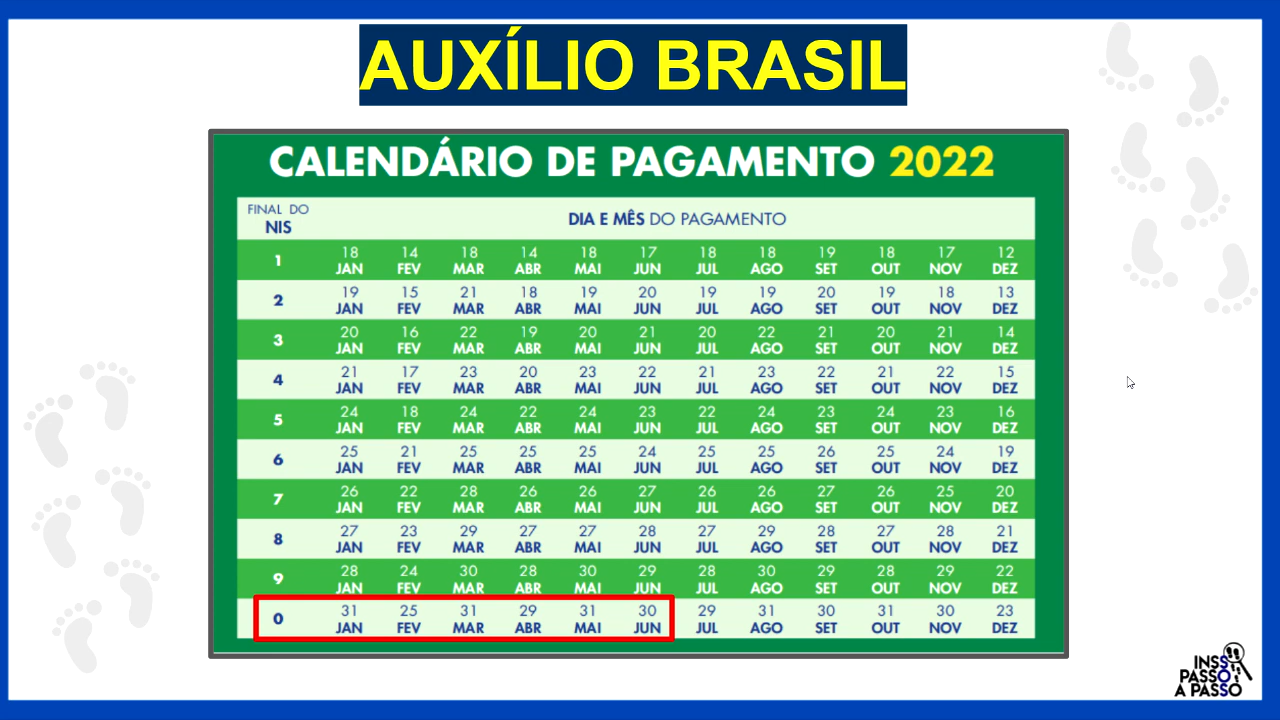 AUXÍLIO BRASIL
CALENDÁRIO DE PAGAMENTO 2022
FINAL DO
NIS
DIA E MÊS DO PAGAMENTO
1 18 JAN 14 FEV 18 MAR 14 ABR 18 MAI 17 JUN 18 JUL 18 AGO 19 SET 18 OUT 17 NOV 12 DEZ
2 19 JAN 15 FEV 21 MAR 18 ABR 19 MAI 20 JUN 19 JUL 19 AGO 20 SET 19 OUT 18 NOV 13 DEZ
3 20 JAN 16 FEV 22 MAR 19 ABR 20 MAI 21 JUN 20 JUL 22 AGO 21 SET 20 OUT 21 NOV 14 DEZ
4 21 JAN 17 FEV 23 MAR 20 ABR 23 MAI 22 JUN 21 JUL 23 AGO 22 SET 21 OUT 22 NOV 15 DEZ
5 24 JAN 18 FEV 24 MAR 22 ABR 24 MAI 23 JUN 22 JUL 24 AGO 23 SET 24 OUT 23 NOV 16 DEZ
6 25 JAN 21 FEV 25 MAR 25 ABR 25 MAI 24 JUN 25 JUL 25 AGO 26 SET 25 OUT 24 NOV 19 DEZ
7 26 JAN 22 FEV 28 MAR 26 ABR 26 MAI 27 JUN 26 JUL 26 AGO 27 SET 26 OUT 25 NOV 20 DEZ
8 27 JAN 23 FEV 29 MAR 27 ABR 27 MAI 28 JUN 27 JUL 29 AGO 28 SET 27 OUT 28 NOV 21 DEZ
9 28 JAN 24 FEV 30 MAR 28 ABR 30 MAI 29 JUN 28 JUL 30 AGO 29 SET 28 OUT 29 NOV 22 DEZ
0 31 JAN 25 FEV 31 MAR 29 ABR 31 MAI 30 JUN 29 JUL 31 AGO 30 SET 31 OUT 30 NOV 23 DEZ
INSS
PASSO
A PASSO